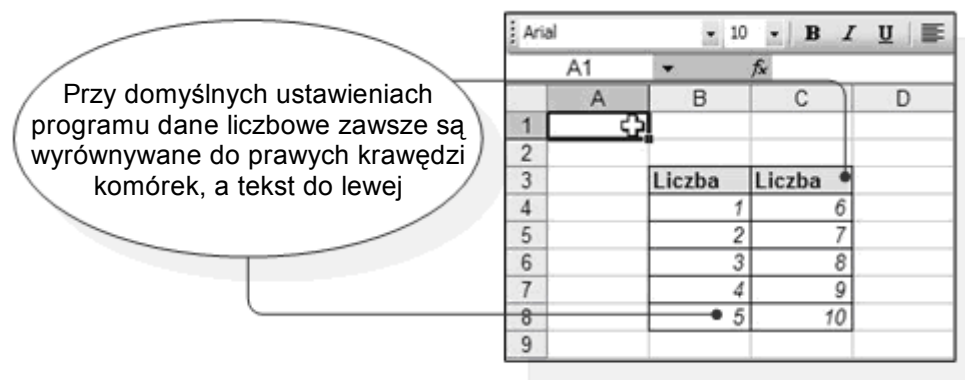 Przy domyślnych ustawieniach
programu dane liczbowe zawsze są
wyrównywane do prawych krawędzi
komórek, a tekst do lewej
Arial 10 B I U
A1 fx
A B C D
1
2
3 Liczba Liczba
4 1 6
5 2 7
6 3 8
7 4 9
8 5 10
9